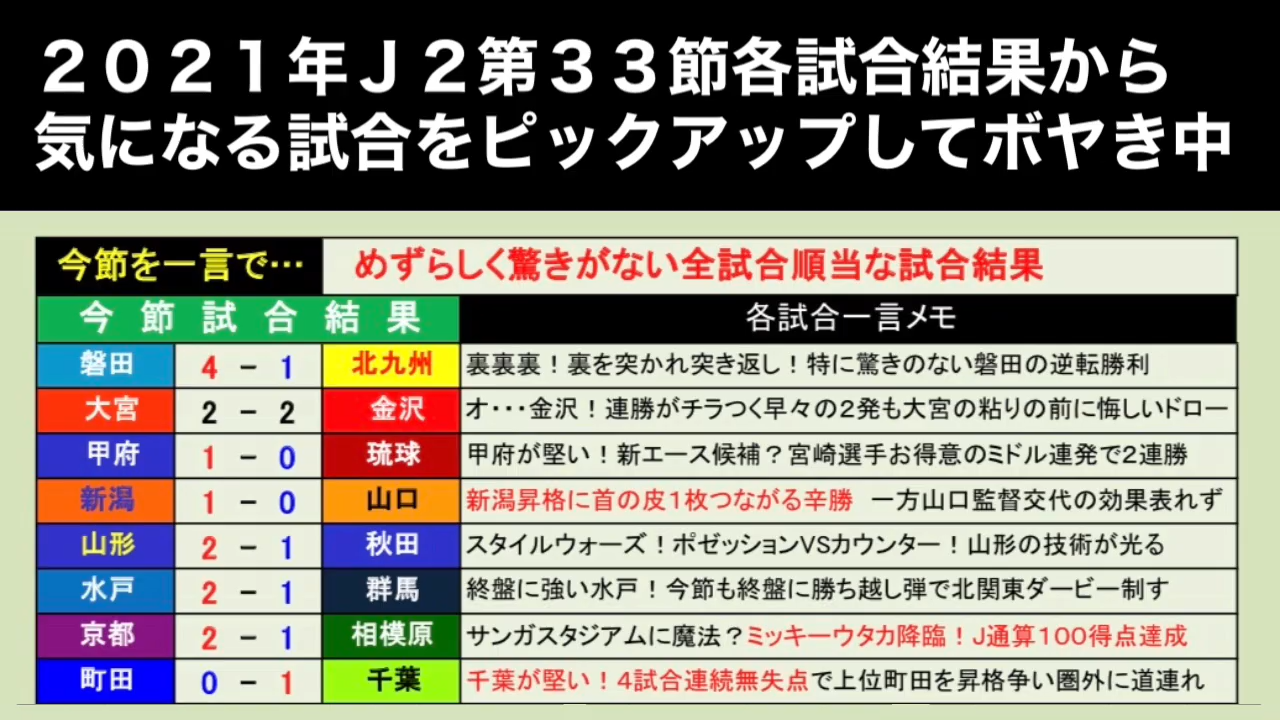 ２０２１年Ｊ２第３３節各試合結果から
気になる試合をピックアップしてボヤき中
今節を一言で… めずらしく驚きがない全試合順当な試合結果
今節試合結果 各試合一言メモ
磐田 4 − 1 北九州 裏裏裏！裏を突かれ突き返し！特に驚きのない磐田の逆転勝利
大宮 2 − 2 金沢 オ・・・金沢！連勝がチラつく早々の２発も大宮の粘りの前に悔しいドロー
甲府 1 − 0 琉球 甲府が堅い！新エース候補？宮崎選手お得意のミドル連発で２連勝
新潟 1 − 0 山口 新潟昇格に首の皮１枚つながる辛勝　一方山口監督交代の効果表れず
山形 2 − 1 秋田 スタイルウォーズ！ポゼッションVSカウンター！山形の技術が光る
水戸 2 − 1 群馬 終盤に強い水戸！今節も終盤に勝ち越し弾で北関東ダービー制す
京都 2 − 1 相模原 サンガスタジアムに魔法？ミッキーウタカ降臨！Ｊ通算１００得点達成
町田 0 − 1 千葉 千葉が堅い！４試合連続無失点で上位町田を昇格争い圏外に道連れ